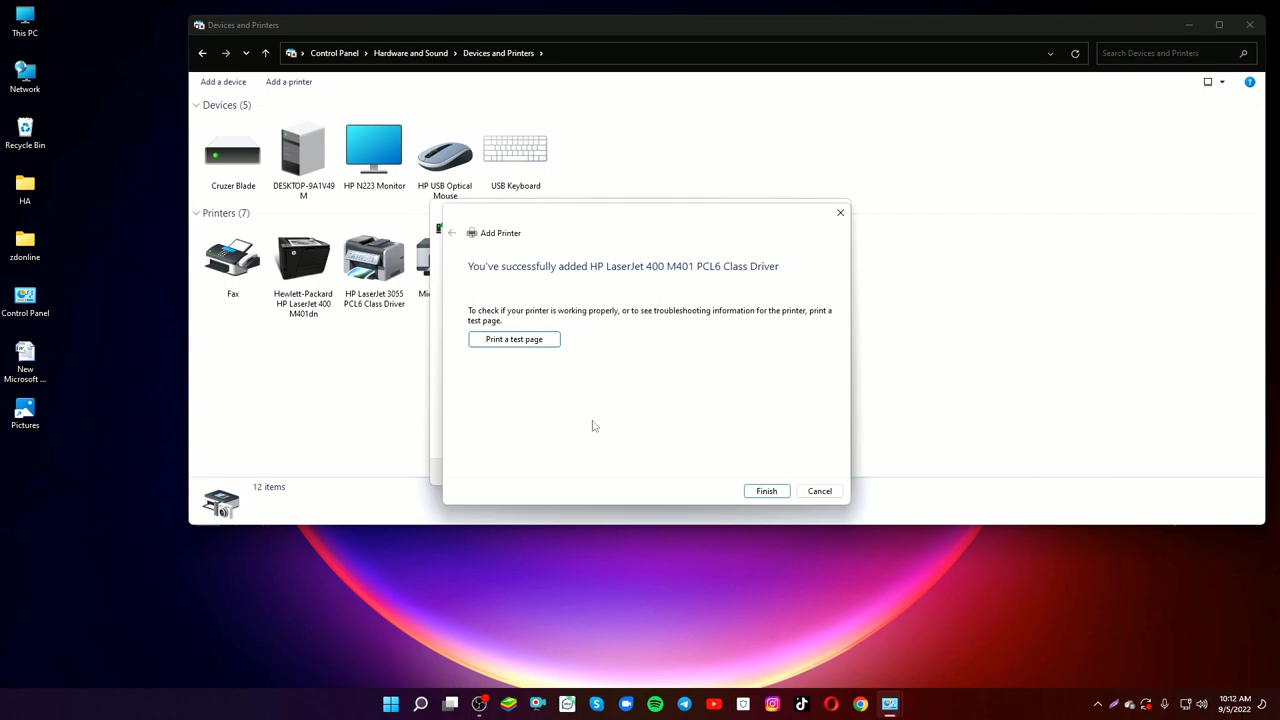 This PC
Network
Recycle Bin
HA
zdonline
Control Panel
New
Microsoft ...
Pictures
Devices and Printers
Control Panel
Hardware and Sound
Devices and Printers
Search Devices and Printers
Add a device
Add a printer
?
Devices (5)
Cruzer Blade
DESKTOP-9A1V49
M
HP N223 Monitor
HP USB Optical
Mouse
USB Keyboard
Printers (7)
Fax
Hewlett-Packard
HP LaserJet 400
M401dn
HP LaserJet 3055
PCL6 Class Driver
Add Printer
You've successfully added HP LaserJet 400 M401 PCL6 Class Driver
To check if your printer is working properly, or to see troubleshooting information for the printer, print a
test page.
Print a test page
Finish
Cancel
12 items
10:12 AM
9/5/2022